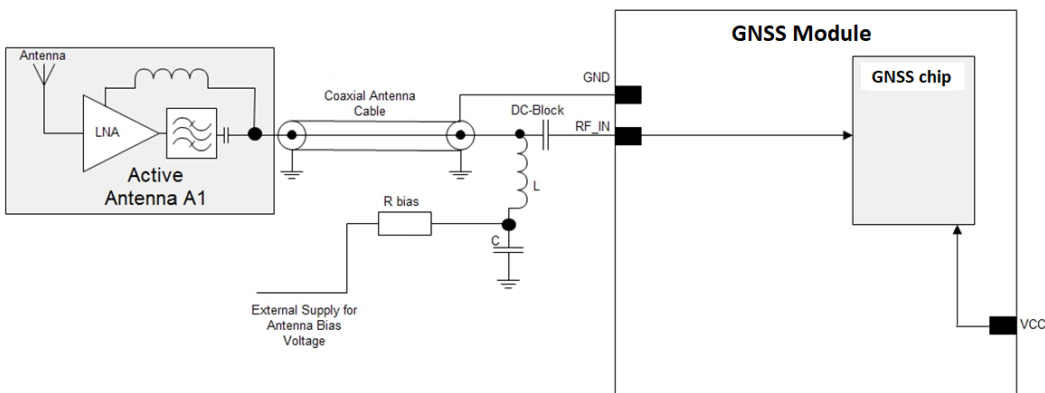 GNSS Module
Antenna
GNSS chip
GND
Coaxial Antenna
Cable
DC-Block
RF_IN
LNA
Active
Antenna A1
L
R bias
C
External Supply for
Antenna Bias
Voltage
VCC